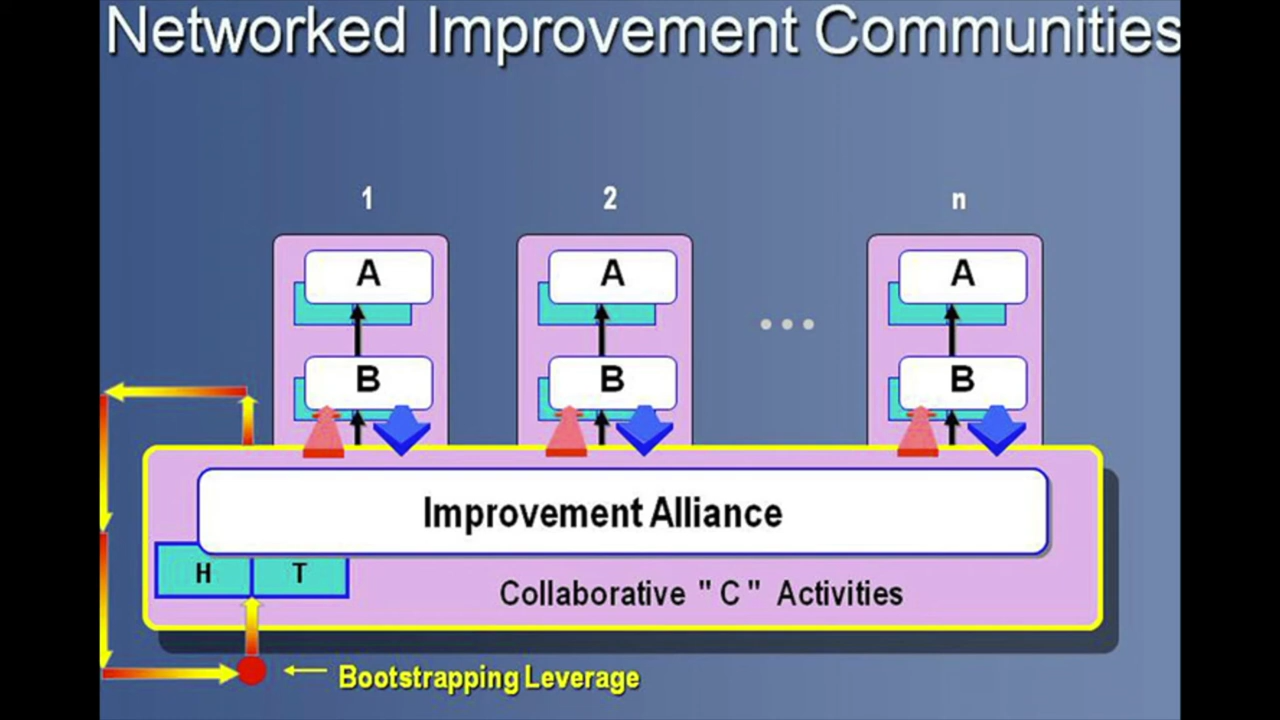 Networked Improvement Communities
1 2 n
A A A
• • •
B B B
Improvement Alliance
H T
Collaborative " C " Activities
Bootstrapping Leverage